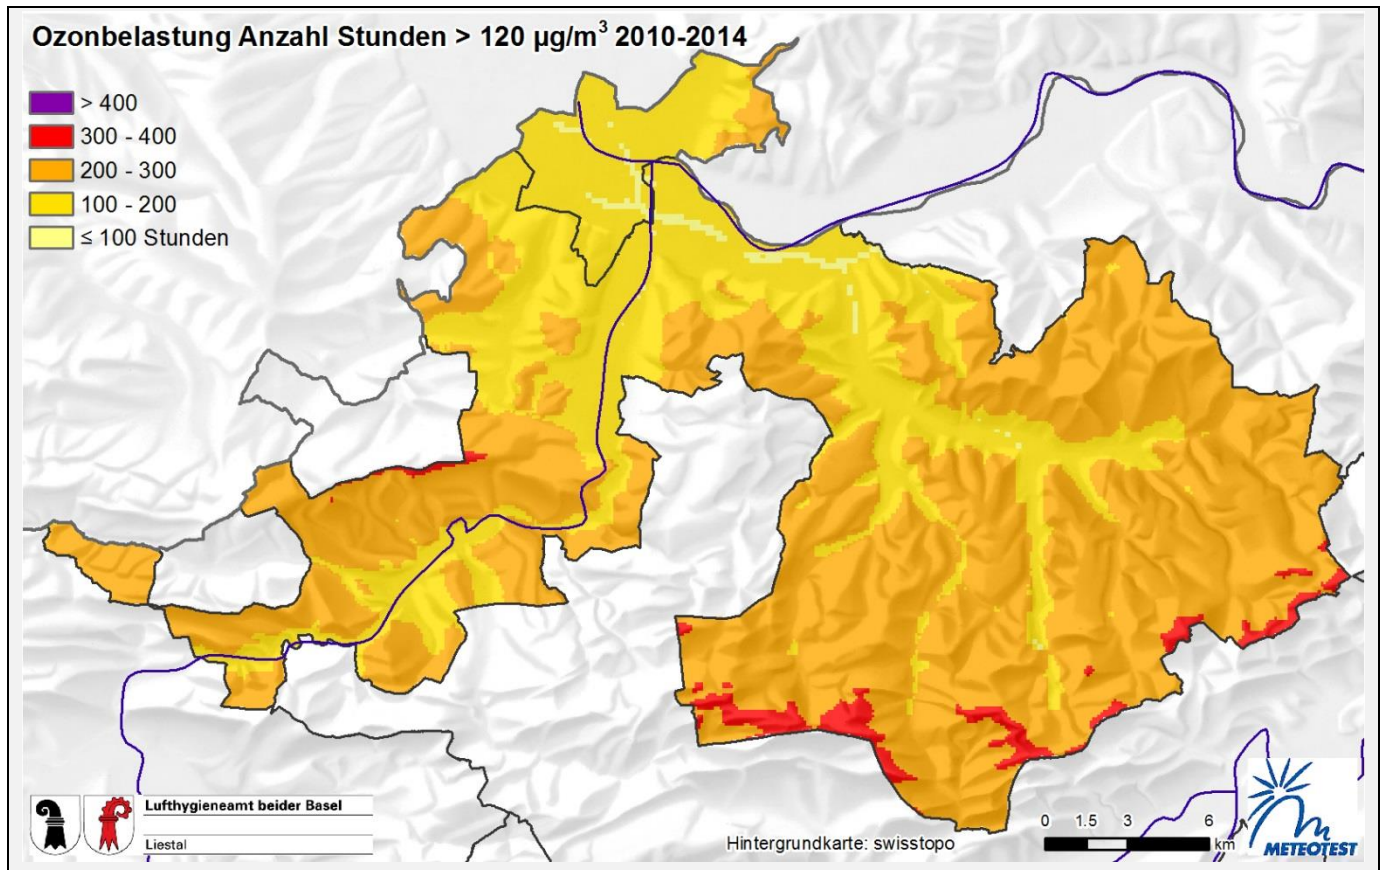 Ozonbelastung Anzahl Stunden > 120 µg/m³ 2010-2014
> 400
300 - 400
200 - 300
100 - 200
≤ 100 Stunden
Lufthygieneamt beider Basel
Liestal
Hintergrundkarte: swisstopo
0 1.5 3 6
km
METEOTEST